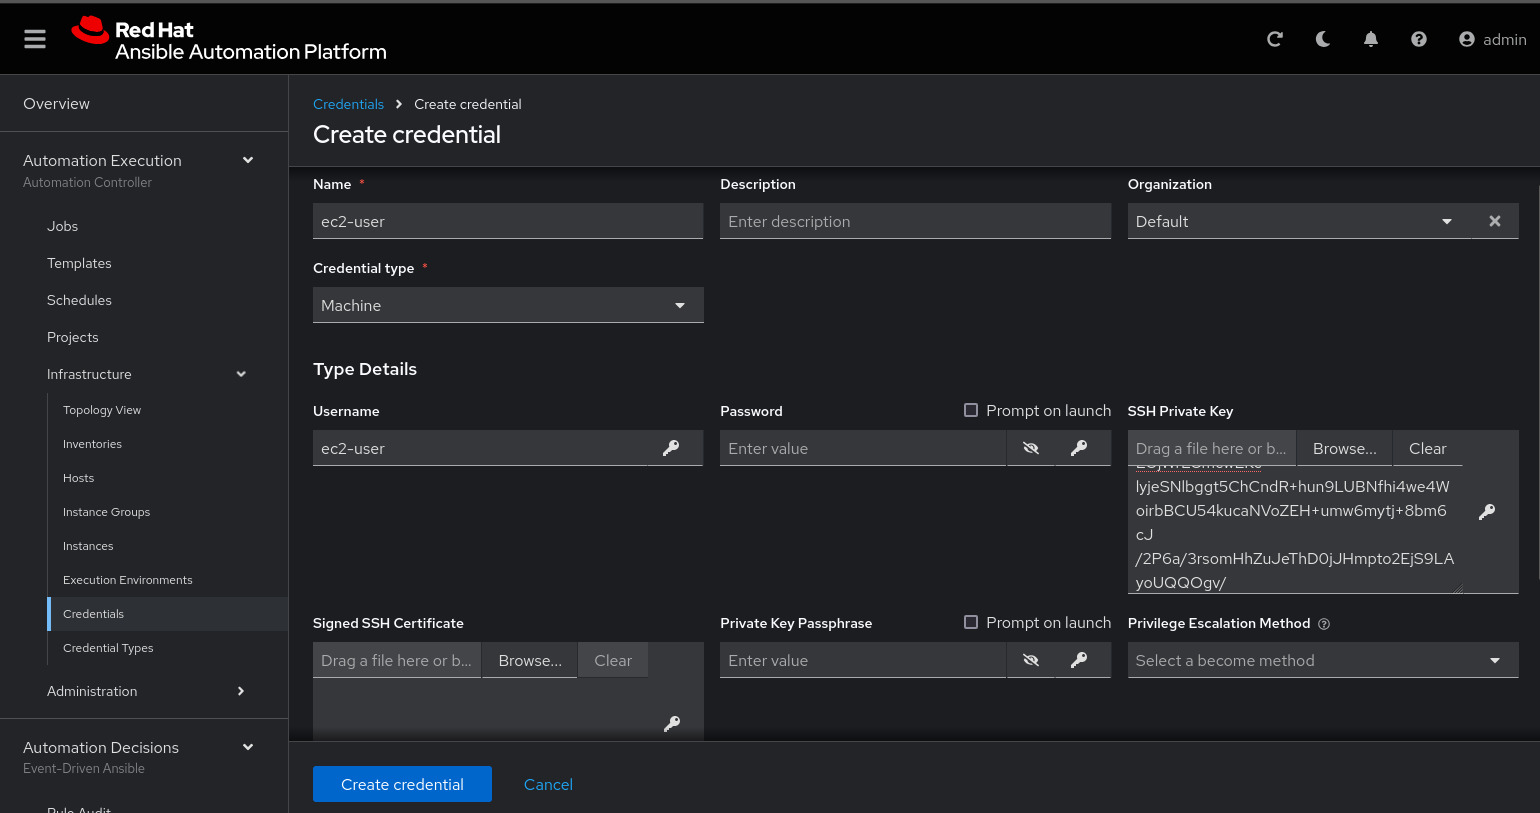 Red Hat
Ansible Automation Platform
admin
Overview
Automation Execution
Automation Controller
Jobs
Templates
Schedules
Projects
Infrastructure
Topology View
Inventories
Hosts
Instance Groups
Instances
Execution Environments
Credentials
Credential Types
Administration
Automation Decisions
Event-Driven Ansible
Credentials > Create credential
Create credential
Name *
ec2-user
Description
Enter description
Organization
Default
Credential type *
Machine
Type Details
Username
ec2-user
Password
Prompt on launch
Enter value
SSH Private Key
Drag a file here or b...
Browse...
Clear
lyjeSNlbggt5ChCndR+hun9LUBNfhi4we4W
oirbBCU54kucaNVoZEH+umw6mytj+8bm6
cJ
/2P6a/3rsomHhZuJeThD0jJHmpto2EjS9LA
yoUQQOgv/
Signed SSH Certificate
Drag a file here or b...
Browse...
Clear
Private Key Passphrase
Prompt on launch
Enter value
Privilege Escalation Method
Select a become method
Create credential
Cancel